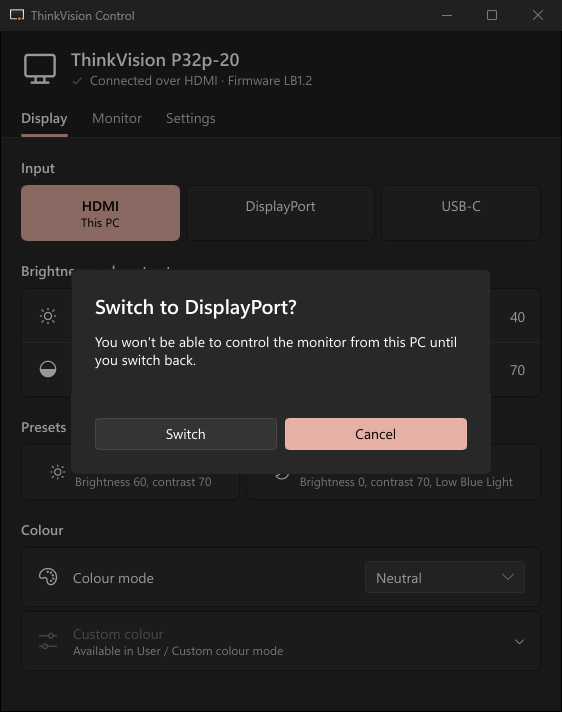 ThinkVision Control
ThinkVision P32p-20
Connected over HDMI · Firmware LB1.2
Display
Monitor
Settings
Input
HDMI
This PC
DisplayPort
USB-C
40
70
Switch to DisplayPort?
You won't be able to control the monitor from this PC until
you switch back.
Switch
Cancel
Presets
Brightness 60, contrast 70
Brightness 0, contrast 70, Low Blue Light
Colour
Colour mode
Neutral
Custom colour
Available in User / Custom colour mode